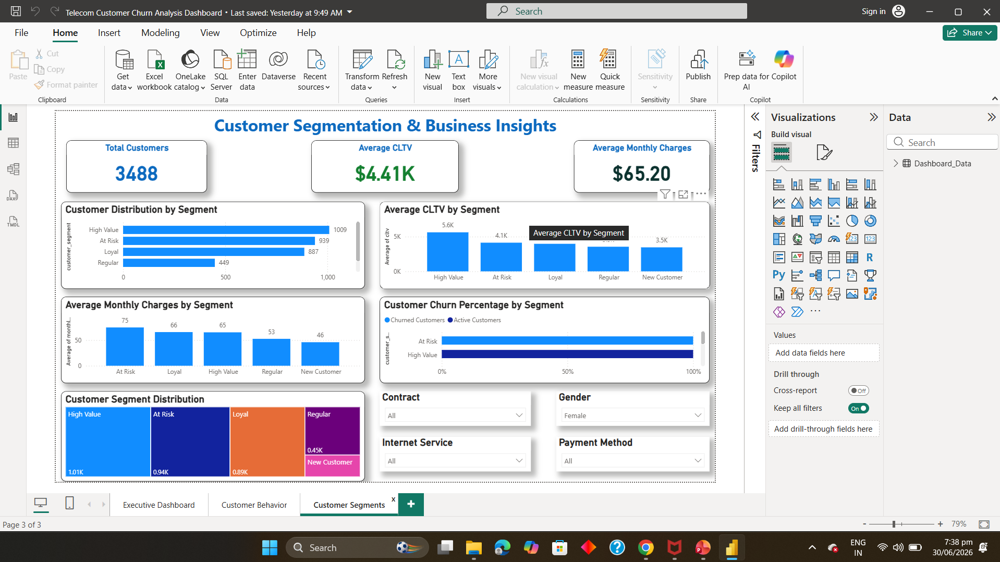 Telecom Customer Churn Analysis Dashboard • Last saved: Yesterday at 9:49 AM
Search
Sign in
File
Home
Insert
Modeling
View
Optimize
Help
Share
Paste
Cut
Copy
Format painter
Clipboard
Get data
Excel workbook
OneLake catalog
SQL Server
Enter data
Dataverse
Recent sources
Data
Transform data
Refresh
Queries
New visual
Text box
More visuals
Insert
New visual calculation
New measure
Quick measure
Calculations
Sensitivity
Sensitivity
Publish
Share
Prep data for AI
Copilot
Copilot
DAX
TMDL
Customer Segmentation & Business Insights
Total Customers
3488
Average CLTV
$4.41K
Average Monthly Charges
$65.20
Customer Distribution by Segment
customer_segment
High Value 1009
At Risk 939
Loyal 887
Regular 449
0 500 1,000
Average CLTV by Segment
Average of cltv
5K
0K
5.6K
4.1K
Average CLTV by Segment
3.5K
High Value At Risk Loyal Regular New Customer
Average Monthly Charges by Segment
Average of monthl...
50
0
75 66 65 53 46
At Risk Loyal High Value Regular New Customer
Customer Churn Percentage by Segment
Churned Customers Active Customers
customer_s...
At Risk
High Value
0% 50% 100%
Customer Segment Distribution
High Value
1.01K
At Risk
0.94K
Loyal
0.89K
Regular
0.45K
New Customer
Contract
All
Gender
Female
Internet Service
All
Payment Method
All
Filters
Visualizations
Build visual
123
123
R
Py
Values
Add data fields here
Drill through
Cross-report
Off
Keep all filters
On
Add drill-through fields here
Data
Search
Dashboard_Data
Executive Dashboard
Customer Behavior
Customer Segments
x
+
Page 3 of 3
- + 79%
Search
ENG
IN
7:38 pm
30/06/2026